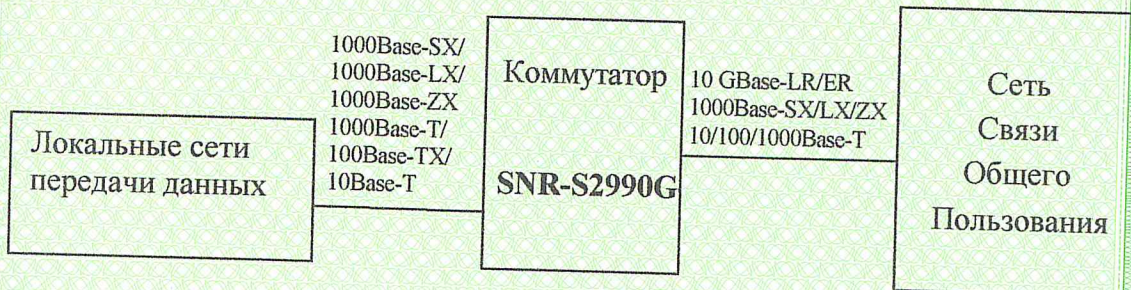 Локальные сети
передачи данных
1000Base-SX/
1000Base-LX/
1000Base-ZX
1000Base-T/
100Base-TX/
10Base-T
Коммутатор
SNR-S2990G
10 GBase-LR/ER
1000Base-SX/LX/ZX
10/100/1000Base-T
Сеть
Связи
Общего
Пользования